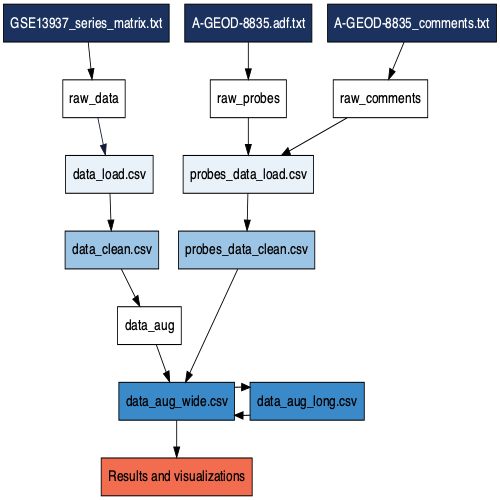 GSE13937_series_matrix.txt
A-GEOD-8835.adf.txt
A-GEOD-8835_comments.txt
raw_data
raw_probes
raw_comments
data_load.csv
probes_data_load.csv
data_clean.csv
probes_data_clean.csv
data_aug
data_aug_wide.csv
data_aug_long.csv
Results and visualizations